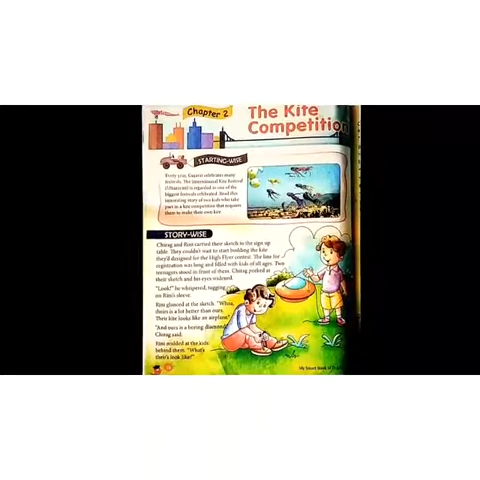 Chapter 2
The Kite
Competition
STARTING-WISE
Every year, Gujarat celebrates many
festivals. The International Kite Festival
(Uttarayan) is regarded as one of the
biggest festivals celebrated. Read this
interesting story of two kids who take
part in a kite competition that requires
them to make their own kite.
STORY-WISE
Chirag and Rini carried their sketch to the sign up
table. They couldn't wait to start building the kite
they'd designed for the High Flyer contest. The line for
registration was long and filled with kids of all ages. Two
teenagers stood in front of them. Chirag peeked at
their sketch and his eyes widened.
"Look!" he whispered, tugging
on Rini's sleeve.
Rini glanced at the sketch. "Whoa,
theirs is a lot better than ours.
Their kite looks like an airplane."
"And ours is a boring diamond,"
Chirag said.
Rini nodded at the kids
behind them. "What's
theirs look like?"
My Smart Book of